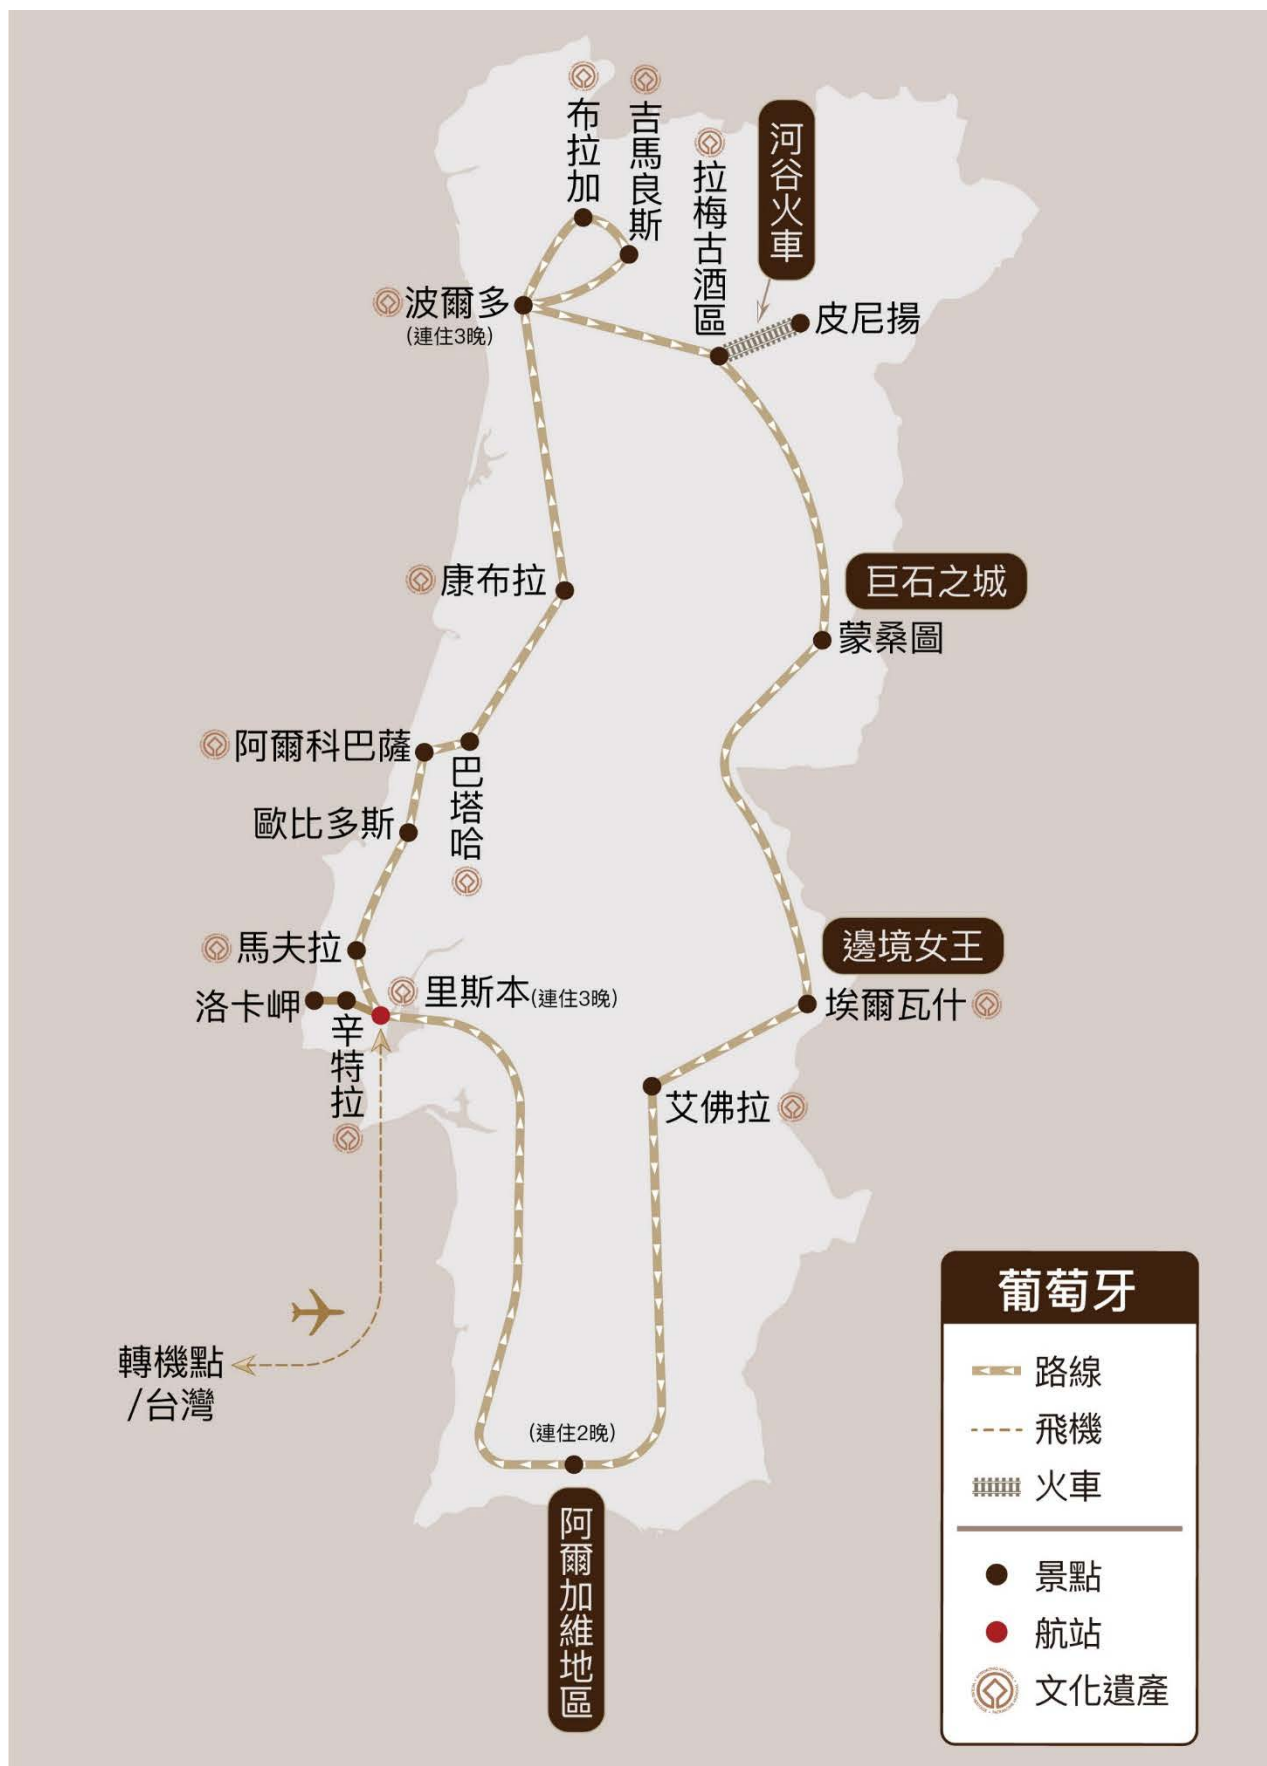 布拉加
吉馬良斯
拉梅古酒區
河谷火車
波爾多
(連住3晚)
皮尼揚
康布拉
巨石之城
蒙桑圖
阿爾科巴薩
巴塔哈
歐比多斯
馬夫拉
邊境女王
里斯本(連住3晚)
洛卡岬
辛特拉
埃爾瓦什
艾佛拉
轉機點
/台灣
(連住2晚)
阿爾加維地區
葡萄牙
路線
飛機
火車
景點
航站
文化遺產